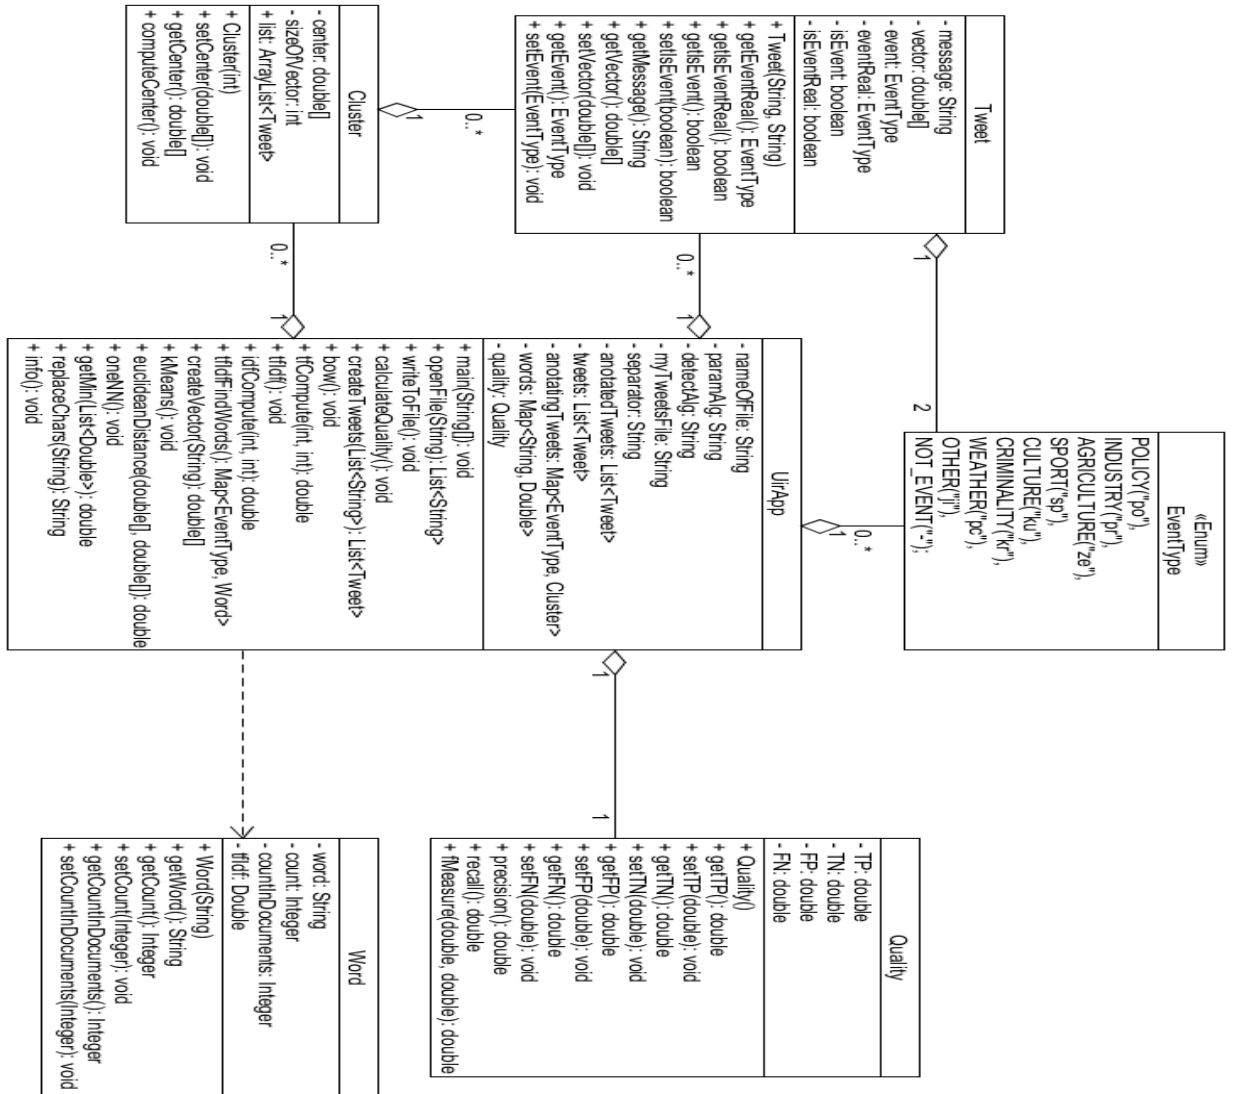 Tweet
- message: String
- vector: double[]
- event: EventType
- eventReal: EventType
- isEvent: boolean
- isEventReal: boolean
+ Tweet(String, String)
+ getEventReal(): EventType
+ getIsEventReal(): boolean
+ getIsEvent(): boolean
+ setIsEvent(boolean): boolean
+ getMessage(): String
+ getVector(): double[]
+ setVector(double[]): void
+ getEvent(): EventType
+ setEvent(EventType): void
1
2
1
0..*
0..*
1
«Enum»
EventType
POLICY("po"),
INDUSTRY("pr"),
AGRICULTURE("ze"),
SPORT("sp"),
CULTURE("ku"),
CRIMINALITY("kr"),
WEATHER("pc"),
OTHER("ji"),
NOT_EVENT("-");
0..*
1
Cluster
- center: double[]
- sizeOfVector: int
+ list: ArrayList<Tweet>
+ Cluster(int)
+ setCenter(double[]): void
+ getCenter(): double[]
+ computeCenter(): void
0..*
1
UirApp
- nameOfFile: String
- paramAlg: String
- detectAlg: String
- myTweetsFile: String
- separator: String
- anotatedTweets: List<Tweet>
- tweets: List<Tweet>
- anotatingTweets: Map<EventType, Cluster>
- words: Map<String, Double>
- quality: Quality
+ main(String[]): void
+ openFile(String): List<String>
+ writeToFile(): void
+ calculateQuality(): void
+ createTweets(List<String>): List<Tweet>
+ bow(): void
+ tfCompute(int, int): double
+ tfIdf(): void
+ idfCompute(int, int): double
+ tfIdfFindWords(): Map<EventType, Word>
+ createVector(String): double[]
+ kMeans(): void
+ euclideanDistance(double[], double[]): double
+ oneNN(): void
+ getMin(List<Double>): double
+ replaceChars(String): String
+ info(): void
1
1
Quality
- TP: double
- TN: double
- FP: double
- FN: double
+ Quality()
+ getTP(): double
+ setTP(double): void
+ getTN(): double
+ setTN(double): void
+ getFP(): double
+ setFP(double): void
+ getFN(): double
+ setFN(double): void
+ precision(): double
+ recall(): double
+ fMeasure(double, double): double
Word
- word: String
- count: Integer
- countInDocuments: Integer
- tfIdf: Double
+ Word(String)
+ getWord(): String
+ getCount(): Integer
+ setCount(Integer): void
+ getCountInDocuments(): Integer
+ setCountInDocuments(Integer): void